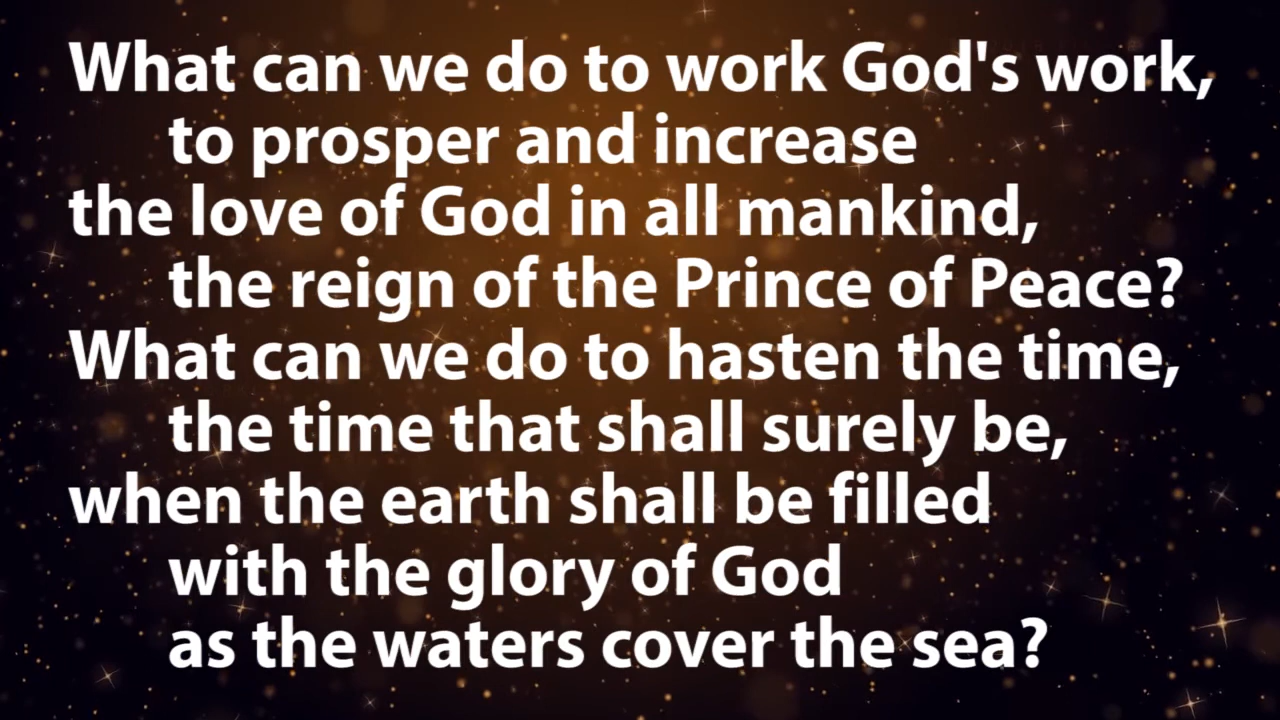 What can we do to work God's work,
to prosper and increase
the love of God in all mankind,
the reign of the Prince of Peace?
What can we do to hasten the time,
the time that shall surely be,
when the earth shall be filled
with the glory of God
as the waters cover the sea?